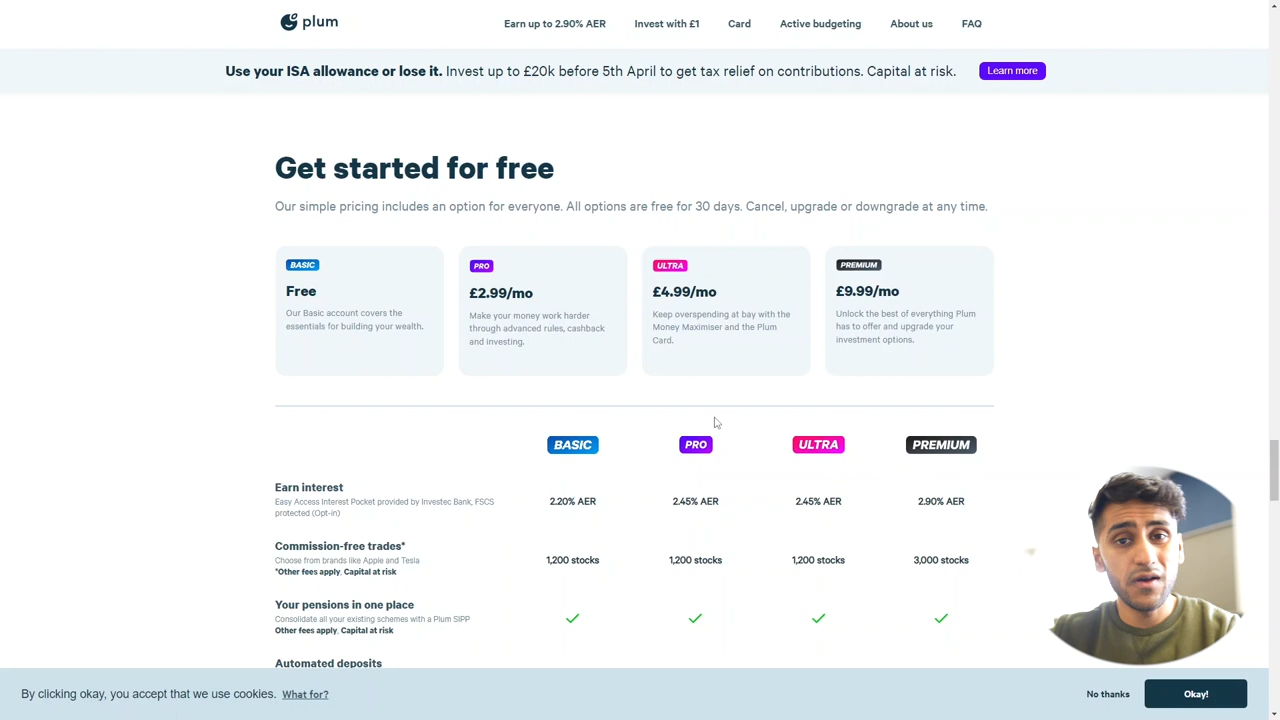 plum
Earn up to 2.90% AER
Invest with £1
Card
Active budgeting
About us
FAQ
Use your ISA allowance or lose it. Invest up to £20k before 5th April to get tax relief on contributions. Capital at risk.
Learn more
Get started for free
Our simple pricing includes an option for everyone. All options are free for 30 days. Cancel, upgrade or downgrade at any time.
BASIC
Free
Our Basic account covers the
essentials for building your wealth.
PRO
£2.99/mo
Make your money work harder
through advanced rules, cashback
and investing.
ULTRA
£4.99/mo
Keep overspending at bay with the
Money Maximiser and the Plum
Card.
PREMIUM
£9.99/mo
Unlock the best of everything Plum
has to offer and upgrade your
investment options.
BASIC PRO ULTRA PREMIUM
Earn interest
Easy Access Interest Pocket provided by Investec Bank, FSCS
protected (Opt-in)
2.20% AER 2.45% AER 2.45% AER 2.90% AER
Commission-free trades*
Choose from brands like Apple and Tesla
*Other fees apply. Capital at risk
1,200 stocks 1,200 stocks 1,200 stocks 3,000 stocks
Your pensions in one place
Consolidate all your existing schemes with a Plum SIPP
Other fees apply. Capital at risk
Automated deposits
By clicking okay, you accept that we use cookies. What for?
No thanks
Okay!